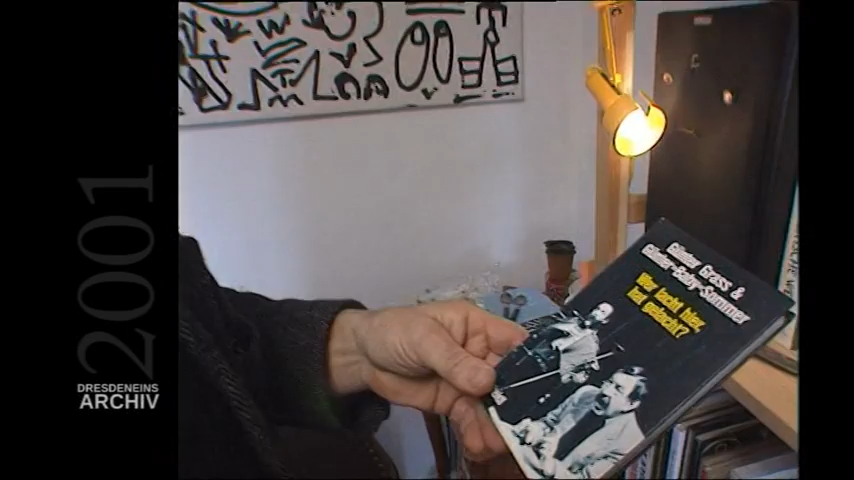 2001
DRESDENEINS
ARCHIV
Günter Grass &
Günter-Baby-Sommer
Wer lacht hier,
hat gelacht?